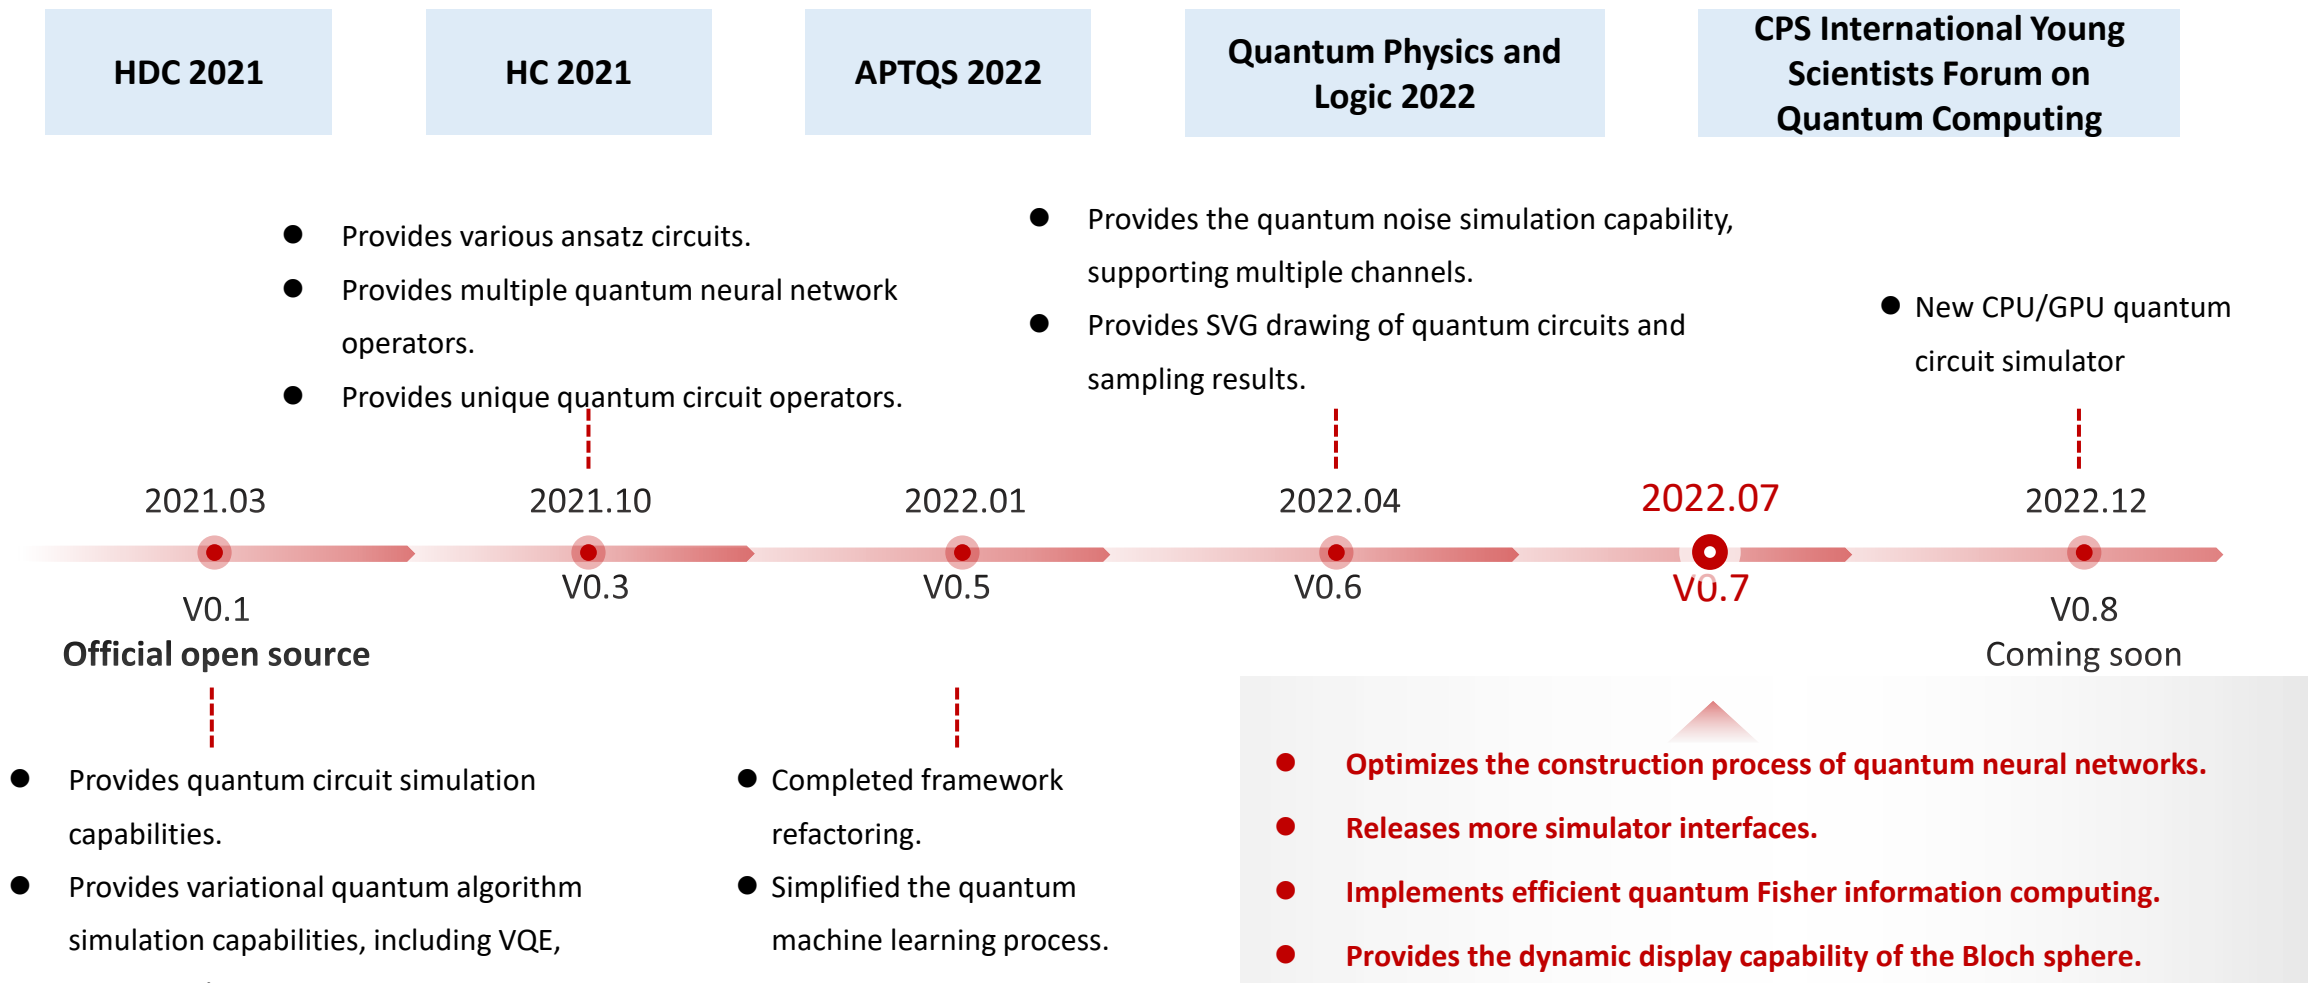 HDC 2021
HC 2021
APTQS 2022
Quantum Physics and
Logic 2022
CPS International Young
Scientists Forum on
Quantum Computing
● Provides various ansatz circuits.
● Provides multiple quantum neural network
operators.
● Provides unique quantum circuit operators.
● Provides the quantum noise simulation capability,
supporting multiple channels.
● Provides SVG drawing of quantum circuits and
sampling results.
● New CPU/GPU quantum
circuit simulator
2021.03
2021.10
2022.01
2022.04
2022.07
2022.12
V0.1
Official open source
V0.3
V0.5
V0.6
V0.7
V0.8
Coming soon
● Provides quantum circuit simulation
capabilities.
● Provides variational quantum algorithm
simulation capabilities, including VQE,
● Completed framework
refactoring.
● Simplified the quantum
machine learning process.
● Optimizes the construction process of quantum neural networks.
● Releases more simulator interfaces.
● Implements efficient quantum Fisher information computing.
● Provides the dynamic display capability of the Bloch sphere.